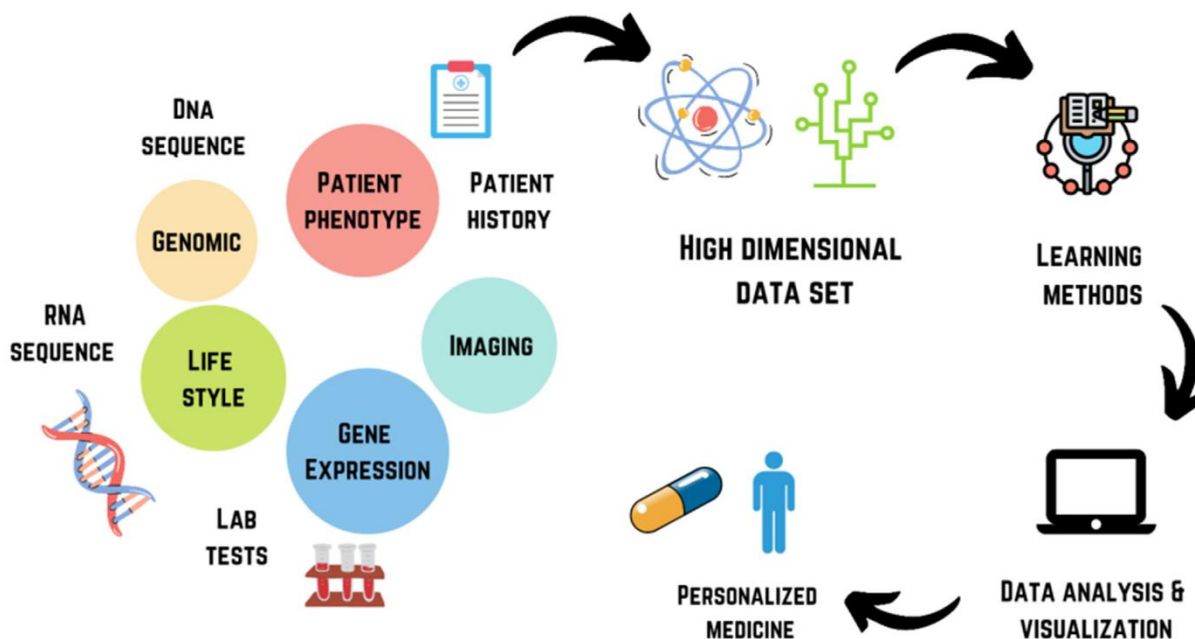 DNA
SEQUENCE
PATIENT
PHENOTYPE
PATIENT
HISTORY
GENOMIC
RNA
SEQUENCE
LIFE
STYLE
IMAGING
GENE
EXPRESSION
LAB
TESTS
HIGH DIMENSIONAL
DATA SET
LEARNING
METHODS
DATA ANALYSIS &
VISUALIZATION
PERSONALIZED
MEDICINE